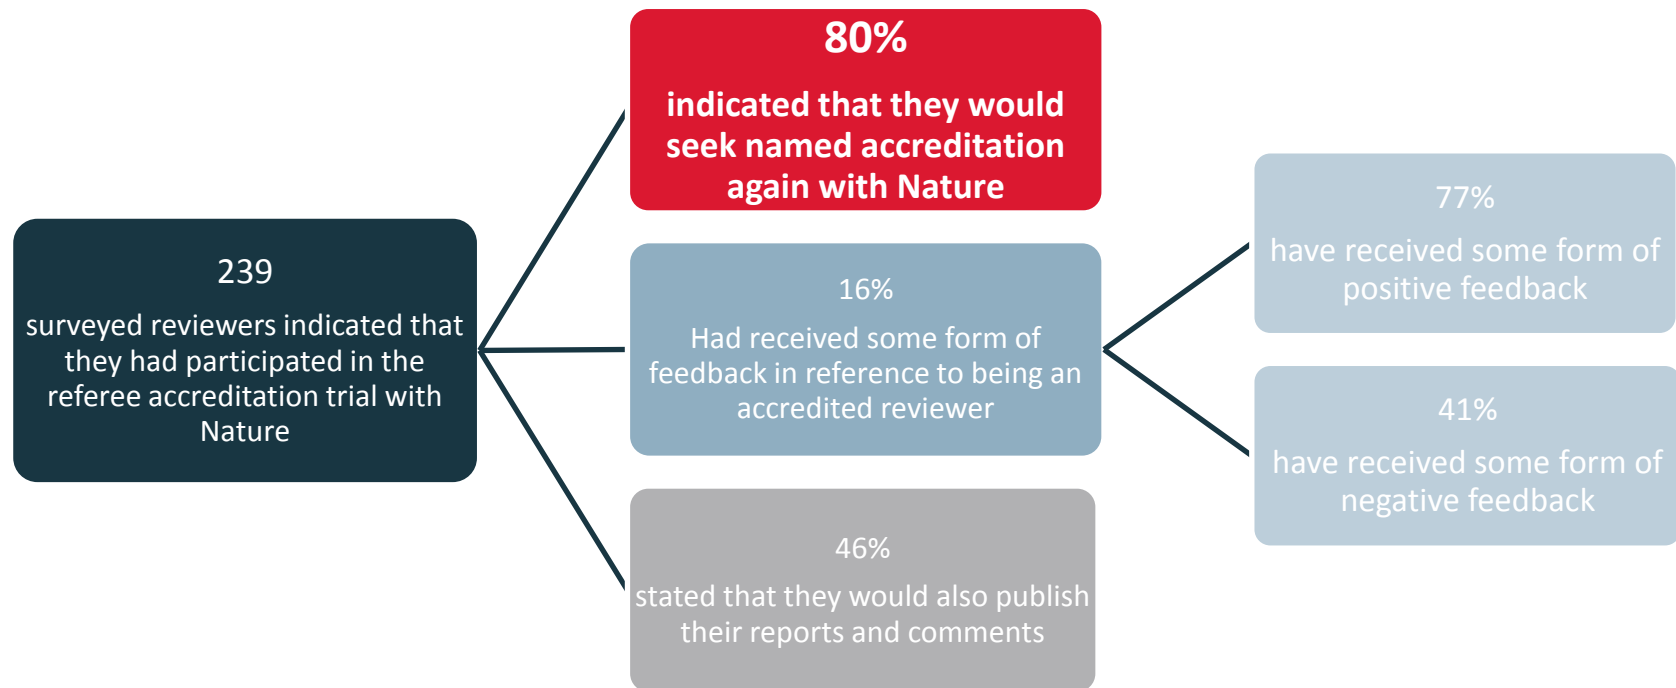 239
surveyed reviewers indicated that
they had participated in the
referee accreditation trial with
Nature
80%
indicated that they would
seek named accreditation
again with Nature
16%
Had received some form of
feedback in reference to being an
accredited reviewer
46%
stated that they would also publish
their reports and comments
77%
have received some form of
positive feedback
41%
have received some form of
negative feedback